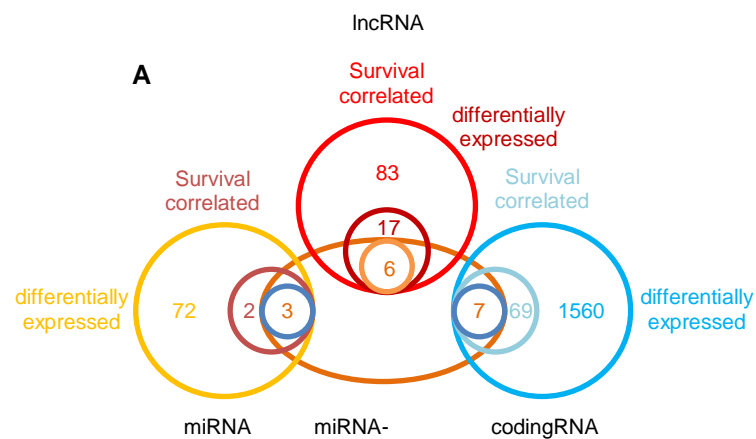 lncRNA
A
Survival
correlated
differentially
expressed
83
Survival
correlated
Survival
correlated
17
6
differentially
expressed
72
2
3
7
69
1560
differentially
expressed
miRNA
miRNA-
codingRNA